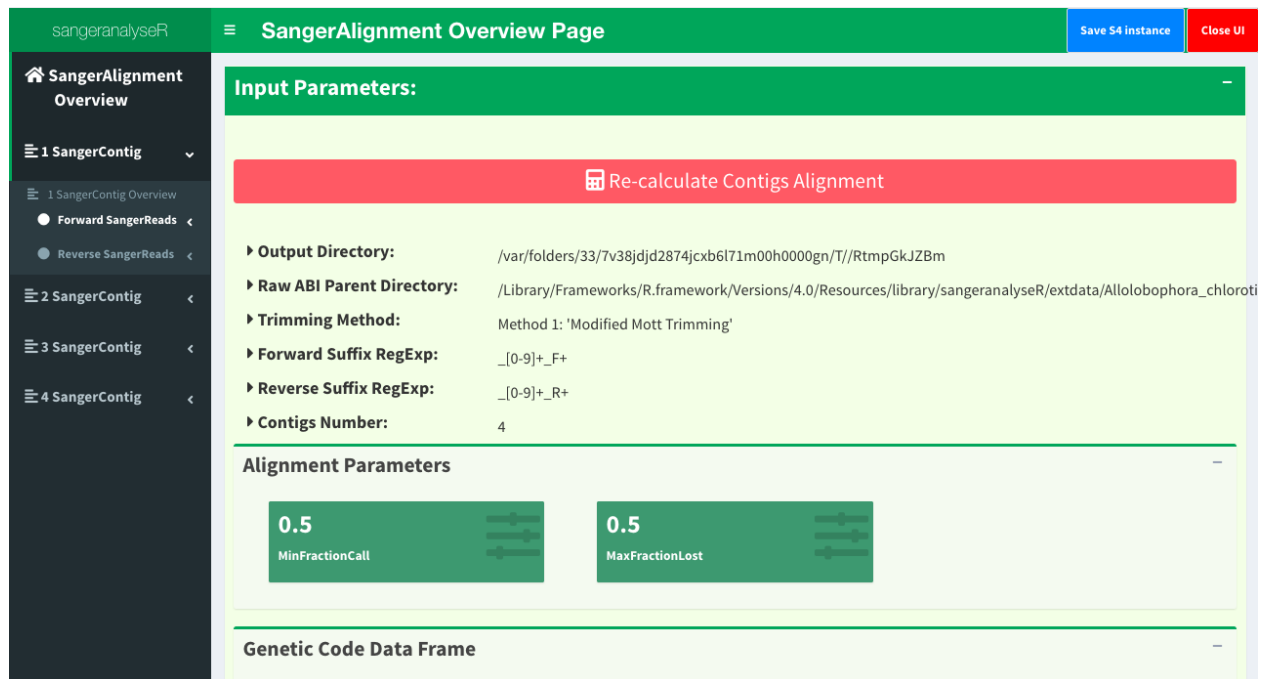 sangeranalyseR
SangerAlignment Overview Page
Save S4 instance
Close UI
SangerAlignment
Overview
1 SangerContig
1 SangerContig Overview
Forward SangerReads
Reverse SangerReads
2 SangerContig
3 SangerContig
4 SangerContig
Input Parameters:
Re-calculate Contigs Alignment
Output Directory: /var/folders/33/7v38jdjd2874jcxb6l71m00h0000gn/T//RtmpGkJZBm
Raw ABI Parent Directory: /Library/Frameworks/R.framework/Versions/4.0/Resources/library/sangeranalyseR/extdata/Allolobophora_chloroti
Trimming Method: Method 1: 'Modified Mott Trimming'
Forward Suffix RegExp: _[0-9]+_F+
Reverse Suffix RegExp: _[0-9]+_R+
Contigs Number: 4
Alignment Parameters
0.5
MinFractionCall
0.5
MaxFractionLost
Genetic Code Data Frame